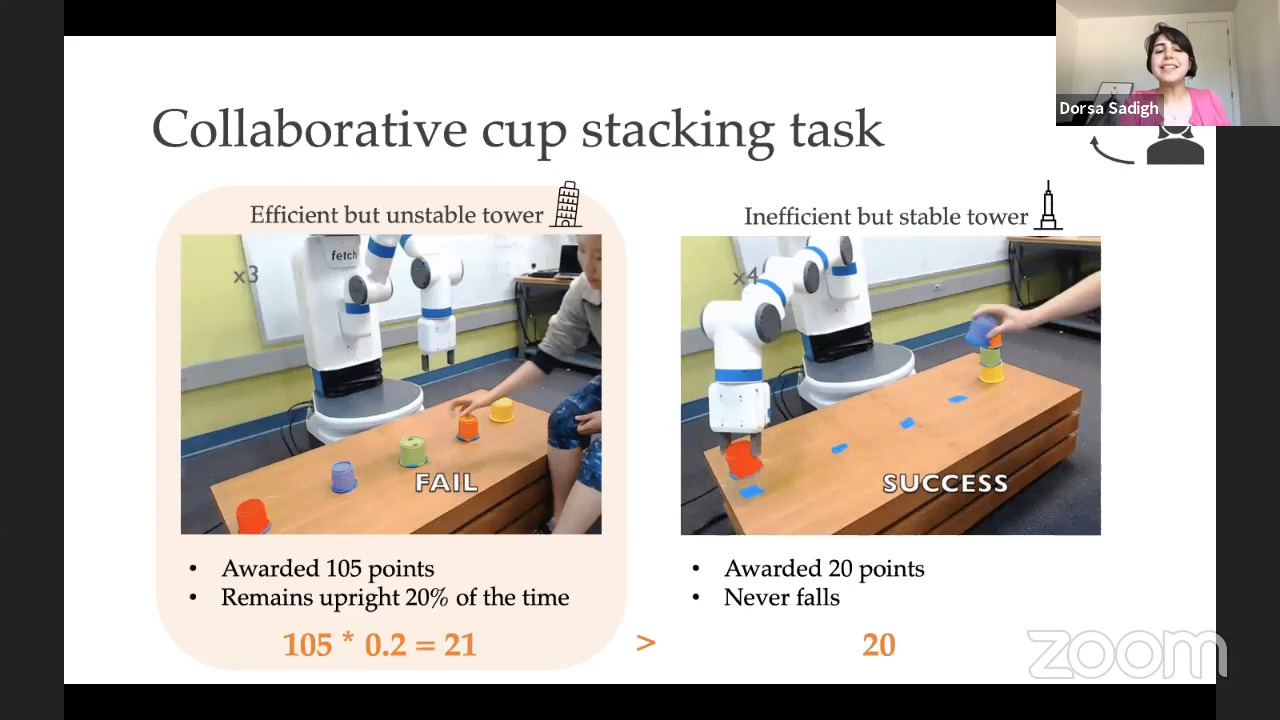 Dorsa Sadigh
Collaborative cup stacking task
Efficient but unstable tower
fetch
x3
FAIL
• Awarded 105 points
• Remains upright 20% of the time
105 * 0.2 = 21
>
Inefficient but stable tower
x4
SUCCESS
• Awarded 20 points
• Never falls
20
zoom